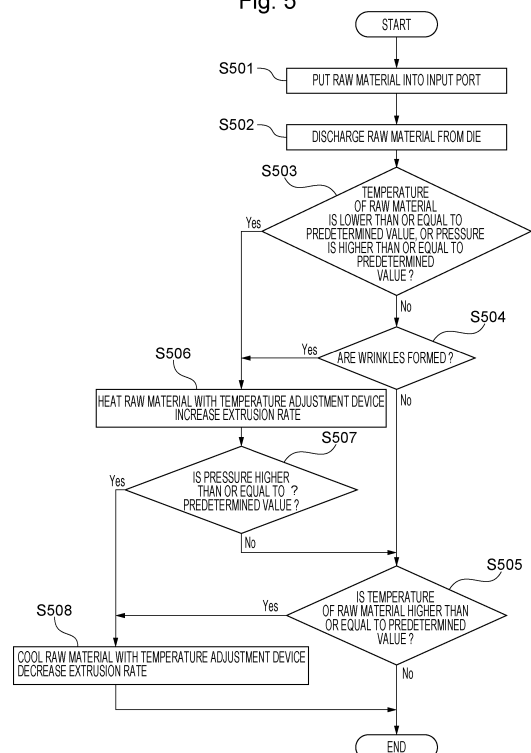 Fig. 5
START
S501
PUT RAW MATERIAL INTO INPUT PORT
S502
DISCHARGE RAW MATERIAL FROM DIE
S503
TEMPERATURE
OF RAW MATERIAL
IS LOWER THAN OR EQUAL TO
PREDETERMINED VALUE, OR PRESSURE
IS HIGHER THAN OR EQUAL TO
PREDETERMINED
VALUE ?
Yes
No
S504
ARE WRINKLES FORMED ?
Yes
No
S506
HEAT RAW MATERIAL WITH TEMPERATURE ADJUSTMENT DEVICE
INCREASE EXTRUSION RATE
S507
IS PRESSURE HIGHER
THAN OR EQUAL TO ?
PREDETERMINED VALUE ?
Yes
No
S505
IS TEMPERATURE
OF RAW MATERIAL HIGHER THAN
OR EQUAL TO PREDETERMINED
VALUE ?
Yes
No
S508
COOL RAW MATERIAL WITH TEMPERATURE ADJUSTMENT DEVICE
DECREASE EXTRUSION RATE
END